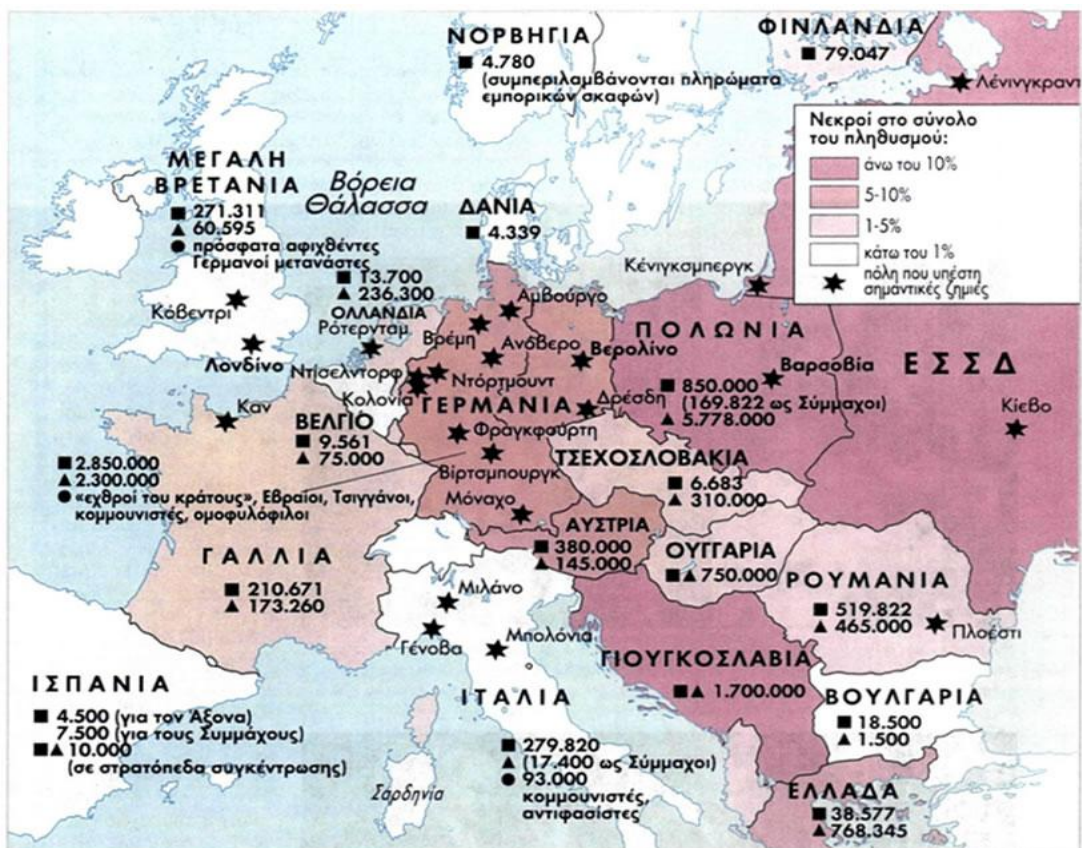 ΝΟΡΒΗΓΙΑ
■ 4.780
(συμπεριλαμβάνονται πληρώματα
εμπορικών σκαφών)
ΦΙΝΛΑΝΔΙΑ
■ 79.047
Λένινγκραντ
Νεκροί στο σύνολο
του πληθυσμού:
άνω του 10%
5-10%
1-5%
κάτω του 1%
πόλη που υπέστη
σημαντικές ζημιές
ΜΕΓΑΛΗ
ΒΡΕΤΑΝΙΑ
■ 271.311
▲ 60.595
● πρόσφατα αφιχθέντες
Γερμανοί μετανάστες
Βόρεια
Θάλασσα
ΔΑΝΙΑ
■ 4.339
Κένιγκσμπεργκ
■ 13.700
▲ 236.300
ΟΛΛΑΝΔΙΑ
Ρότερνταμ
Κόβεντρι
Λονδίνο
Αμβούργο
Βρέμη
Ανόβερο
Βερολίνο
Ντίσελντορφ
Ντόρτμουντ
Κολονία
ΓΕΡΜΑΝΙΑ
Δρέσδη
Φραγκφούρτη
Βίρτσμπουργκ
Μόναχο
ΠΟΛΩΝΙΑ
Βαρσοβία
■ 850.000
(169.822 ως Σύμμαχοι)
▲ 5.778.000
ΕΣΣΔ
Κίεβο
Καν
ΒΕΛΓΙΟ
■ 9.561
▲ 75.000
■ 2.850.000
▲ 2.300.000
● «εχθροί του κράτους», Εβραίοι, Τσιγγάνοι,
κομμουνιστές, ομοφυλόφιλοι
ΤΣΕΧΟΣΛΟΒΑΚΙΑ
■ 6.683
▲ 310.000
ΑΥΣΤΡΙΑ
■ 380.000
▲ 145.000
ΟΥΓΓΑΡΙΑ
■ ▲ 750.000
ΡΟΥΜΑΝΙΑ
■ 519.822
▲ 465.000
Πλοέστι
ΓΑΛΛΙΑ
■ 210.671
▲ 173.260
Μιλάνο
Γένοβα
Μπολόνια
ΓΙΟΥΓΚΟΣΛΑΒΙΑ
■ ▲ 1.700.000
ΙΣΠΑΝΙΑ
■ 4.500 (για τον Άξονα)
7.500 (για τους Συμμάχους)
■ ▲ 10.000
(σε στρατόπεδα συγκέντρωσης)
ΙΤΑΛΙΑ
■ 279.820
▲ (17.400 ως Σύμμαχοι)
● 93.000
κομμουνιστές,
αντιφασίστες
Σαρδηνία
ΒΟΥΛΓΑΡΙΑ
■ 18.500
▲ 1.500
ΕΛΛΑΔΑ
■ 38.577
▲ 768.345